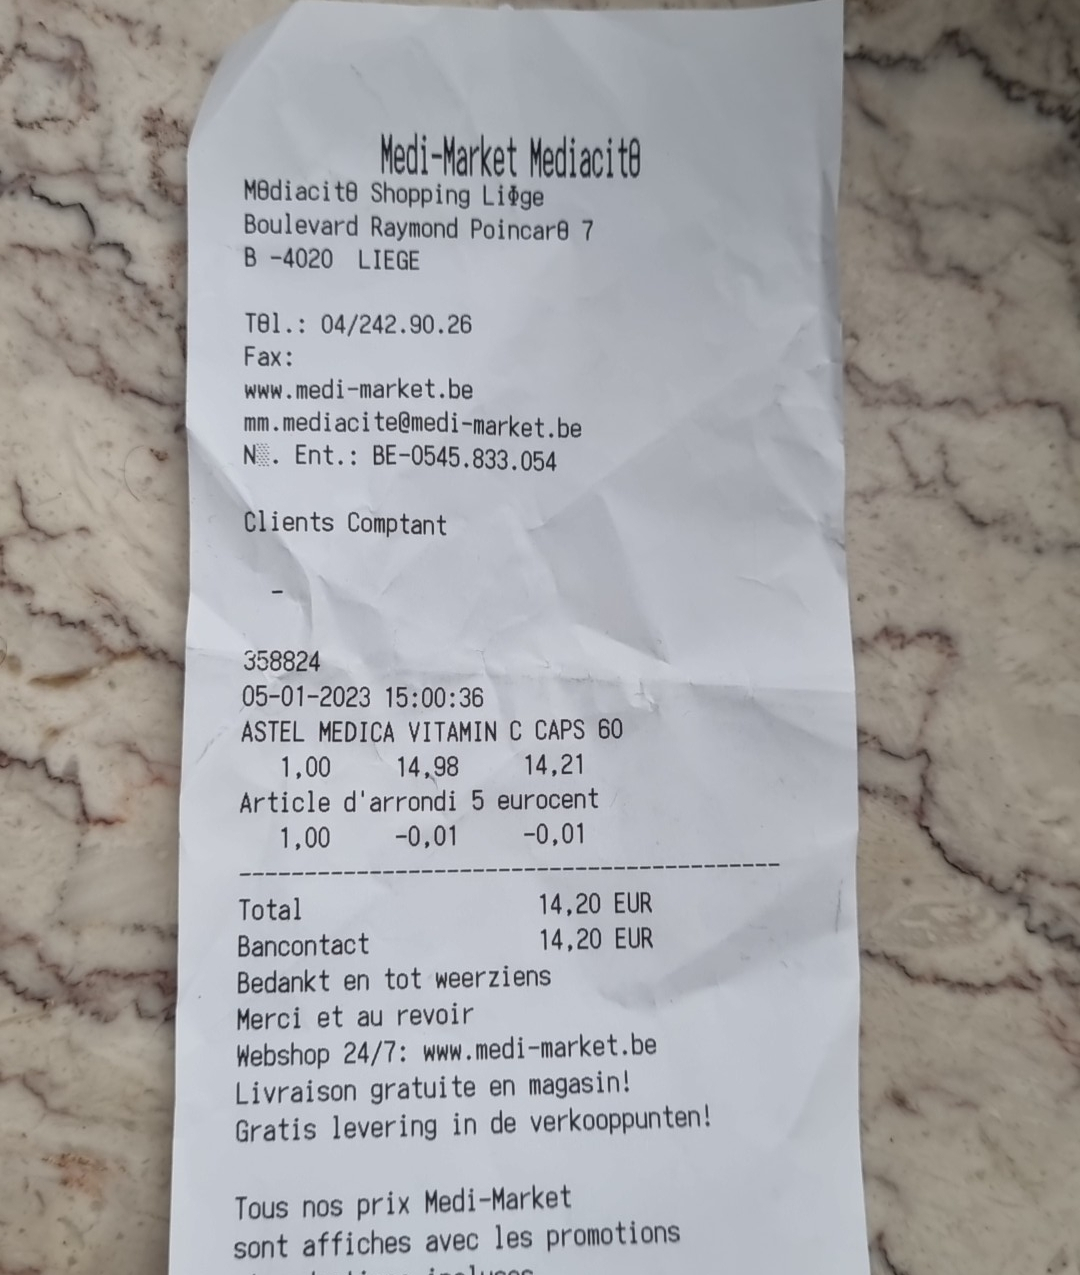 Medi-Market Mediacitθ
Mθdiacitθ Shopping LiΦge
Boulevard Raymond Poincarθ 7
B -4020 LIEGE
Tθl.: 04/242.90.26
Fax:
www.medi-market.be
mm.mediacite@medi-market.be
N▒. Ent.: BE-0545.833.054
Clients Comptant
-
358824
05-01-2023 15:00:36
ASTEL MEDICA VITAMIN C CAPS 60
1,00 14,98 14,21
Article d'arrondi 5 eurocent
1,00 -0,01 -0,01
--------------------------------------------
Total 14,20 EUR
Bancontact 14,20 EUR
Bedankt en tot weerziens
Merci et au revoir
Webshop 24/7: www.medi-market.be
Livraison gratuite en magasin!
Gratis levering in de verkooppunten!
Tous nos prix Medi-Market
sont affiches avec les promotions